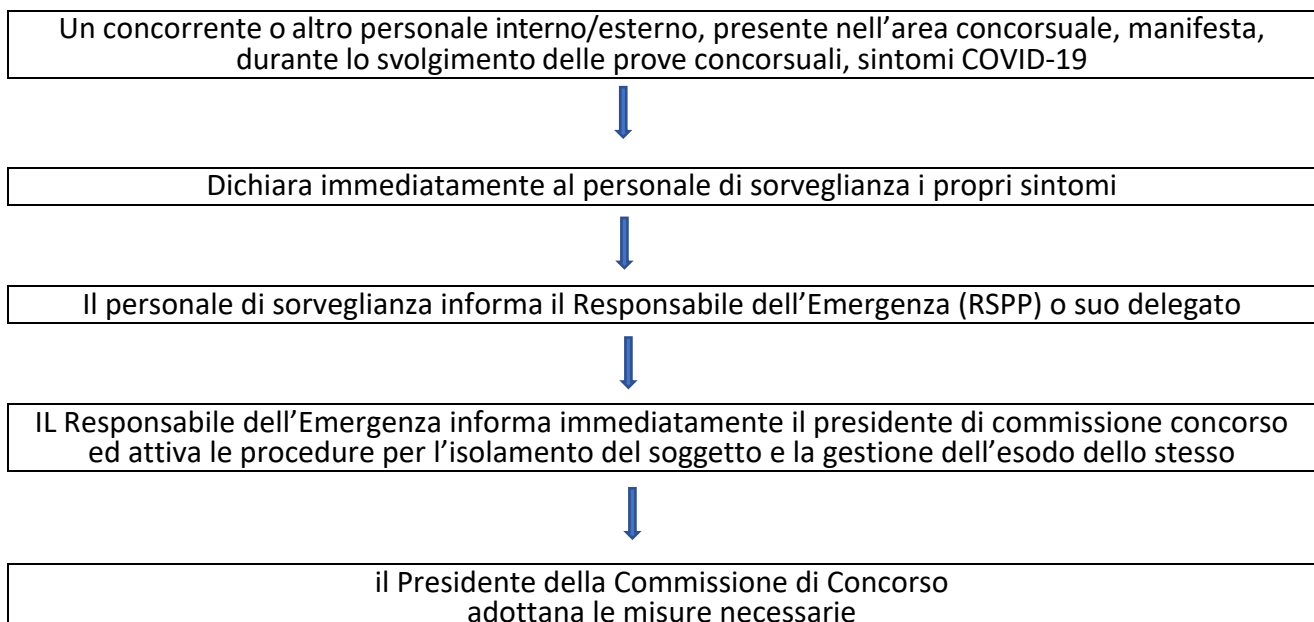 Un concorrente o altro personale interno/esterno, presente nell’area concorsuale, manifesta,
durante lo svolgimento delle prove concorsuali, sintomi COVID-19
Dichiara immediatamente al personale di sorveglianza i propri sintomi
Il personale di sorveglianza informa il Responsabile dell’Emergenza (RSPP) o suo delegato
IL Responsabile dell’Emergenza informa immediatamente il presidente di commissione concorso
ed attiva le procedure per l’isolamento del soggetto e la gestione dell’esodo dello stesso
il Presidente della Commissione di Concorso
adottana le misure necessarie